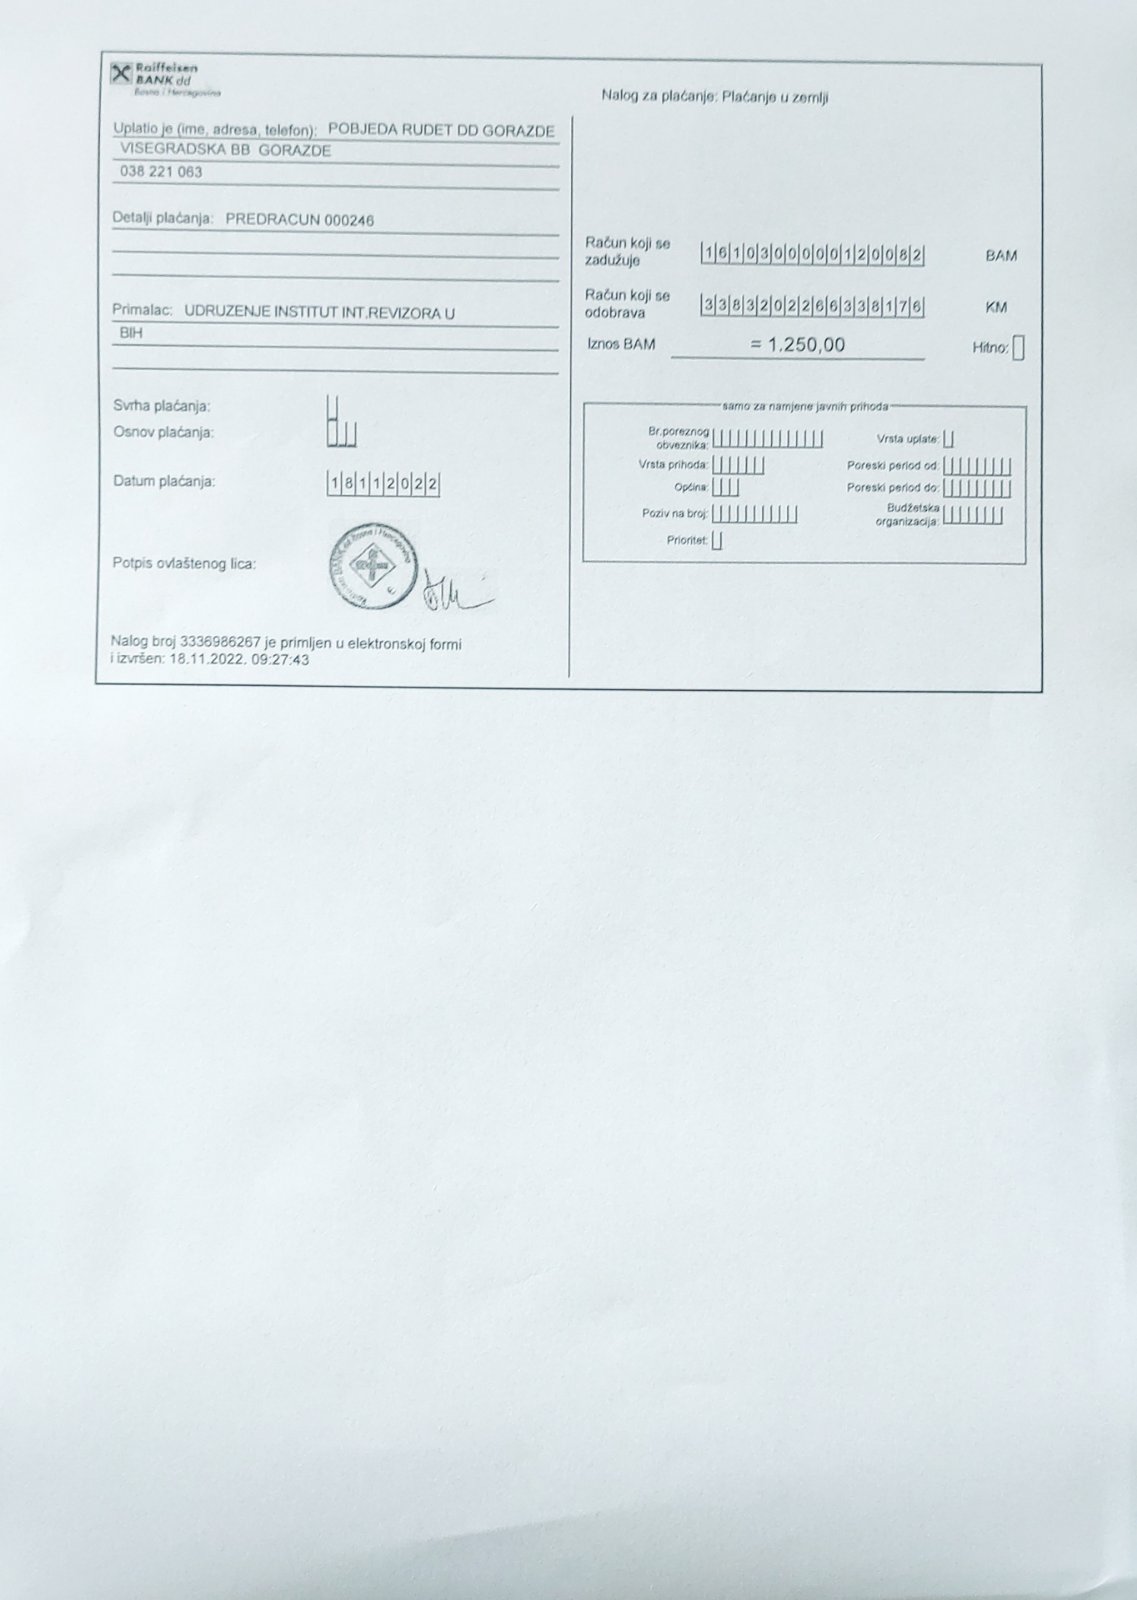 Raiffeisen
BANK dd
Bosna i Hercegovina
Nalog za plaćanje: Plaćanje u zemlji
Uplatio je (ime, adresa, telefon): POBJEDA RUDET DD GORAZDE
VISEGRADSKA BB GORAZDE
038 221 063
Detalji plaćanja: PREDRACUN 000246
Primalac: UDRUZENJE INSTITUT INT.REVIZORA U
BIH
Svrha plaćanja:
Osnov plaćanja:
Datum plaćanja: 18112022
Potpis ovlaštenog lica:
BANK dd Bosna i Hercegovina
Nalog broj 3336986267 je primljen u elektronskoj formi
i izvršen: 18.11.2022. 09:27:43
Račun koji se
zadužuje 1610300000120082 BAM
Račun koji se
odobrava 3383202266338176 KM
Iznos BAM = 1.250,00 Hitno:
samo za namjene javnih prihoda
Br.poreznog
obveznika:
Vrsta uplate:
Vrsta prihoda:
Poreski period od:
Općina:
Poreski period do:
Poziv na broj:
Budžetska
organizacija:
Prioritet: